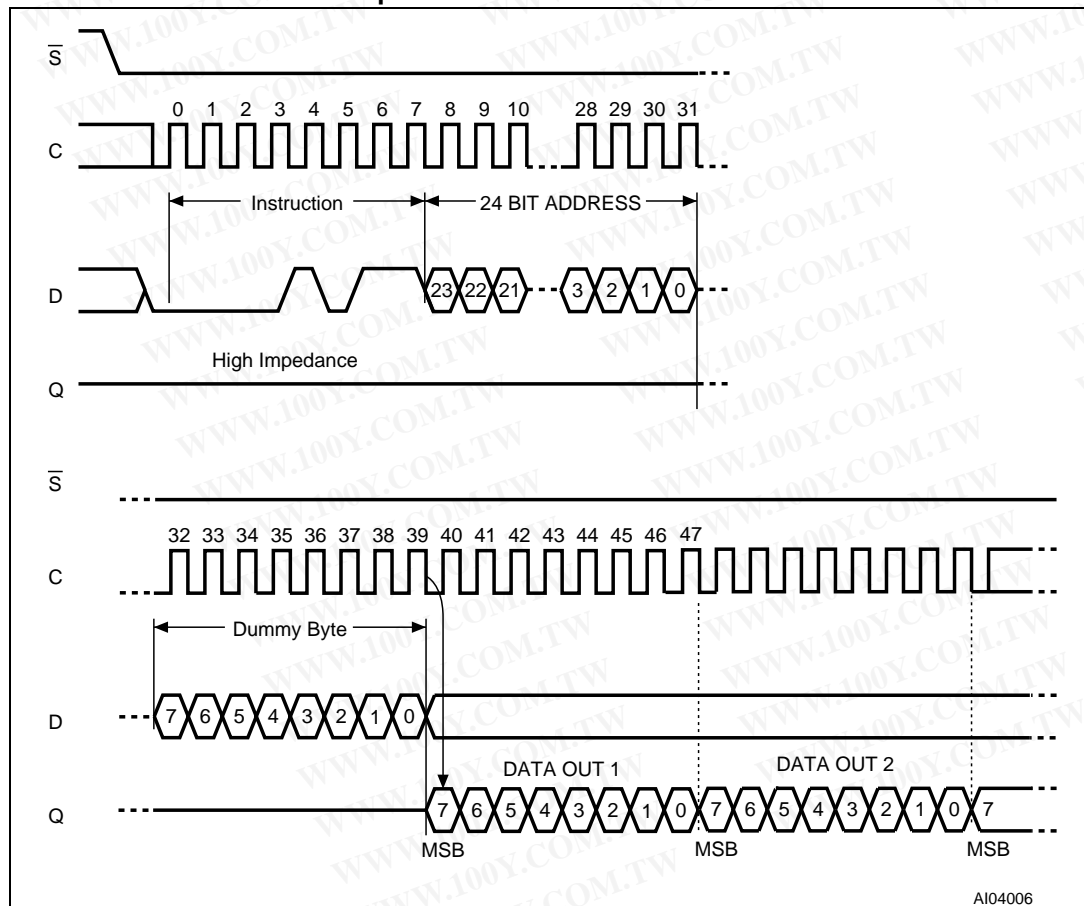 S
0 1 2 3 4 5 6 7 8 9 10 28 29 30 31
C
Instruction 24 BIT ADDRESS
D 23 22 21 3 2 1 0
High Impedance
Q
S
32 33 34 35 36 37 38 39 40 41 42 43 44 45 46 47
C
Dummy Byte
D 7 6 5 4 3 2 1 0
DATA OUT 1 DATA OUT 2
Q 7 6 5 4 3 2 1 0 7 6 5 4 3 2 1 0 7
MSB MSB MSB
AI04006
WWW.100Y.COM.TW